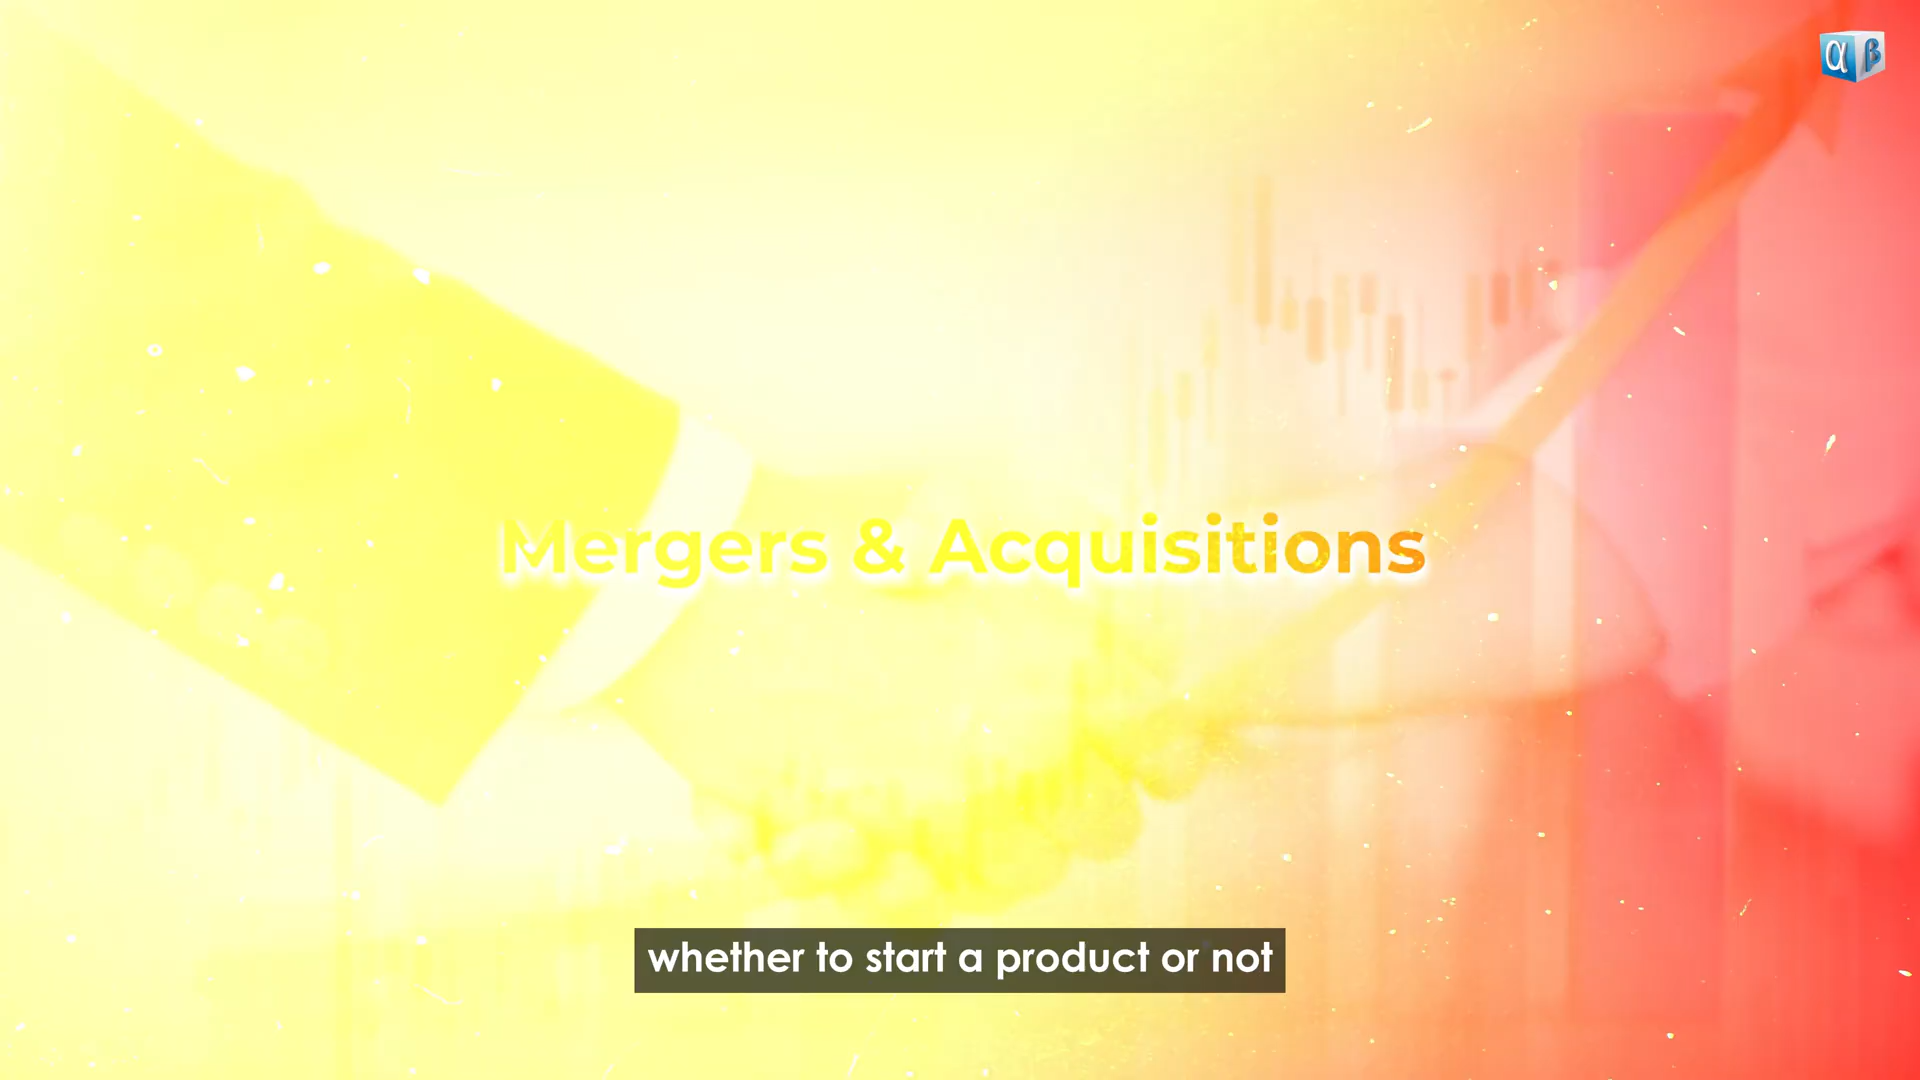 α β
Mergers & Acquisitions
whether to start a product or not